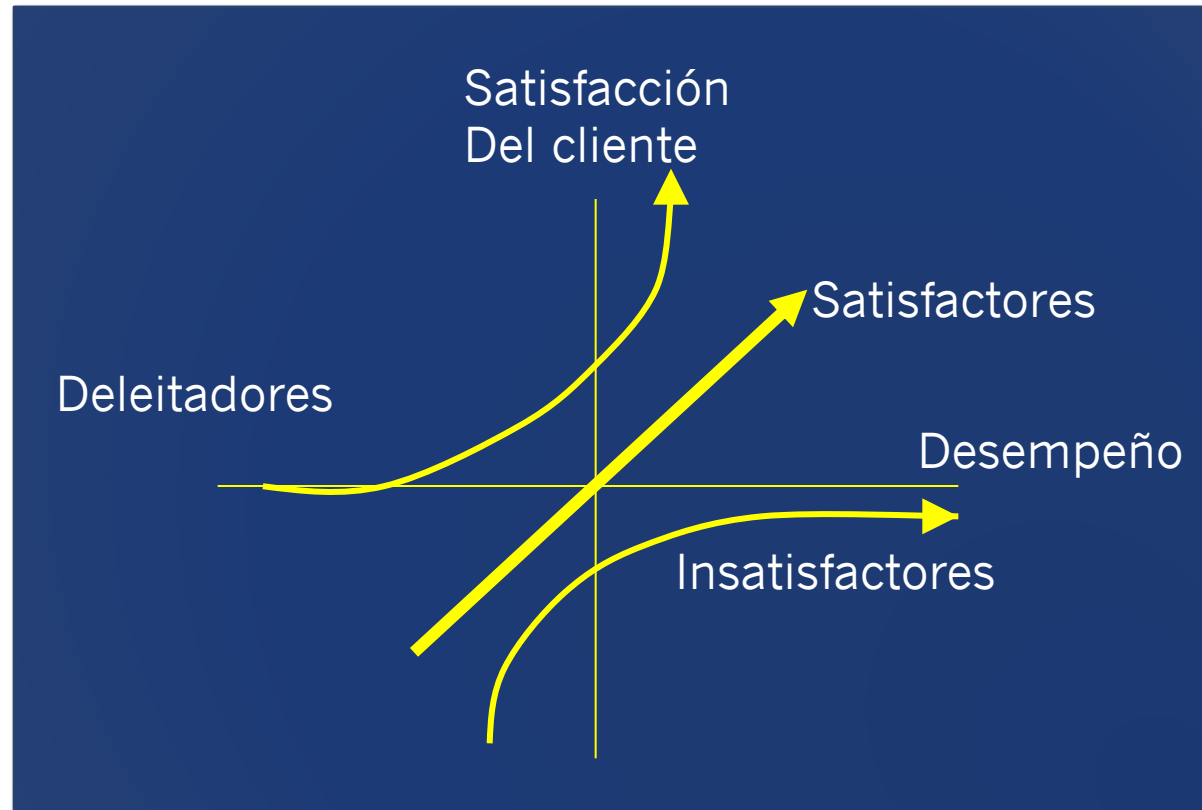 Satisfacción
Del cliente
Satisfactores
Deleitadores
Desempeño
Insatisfactores